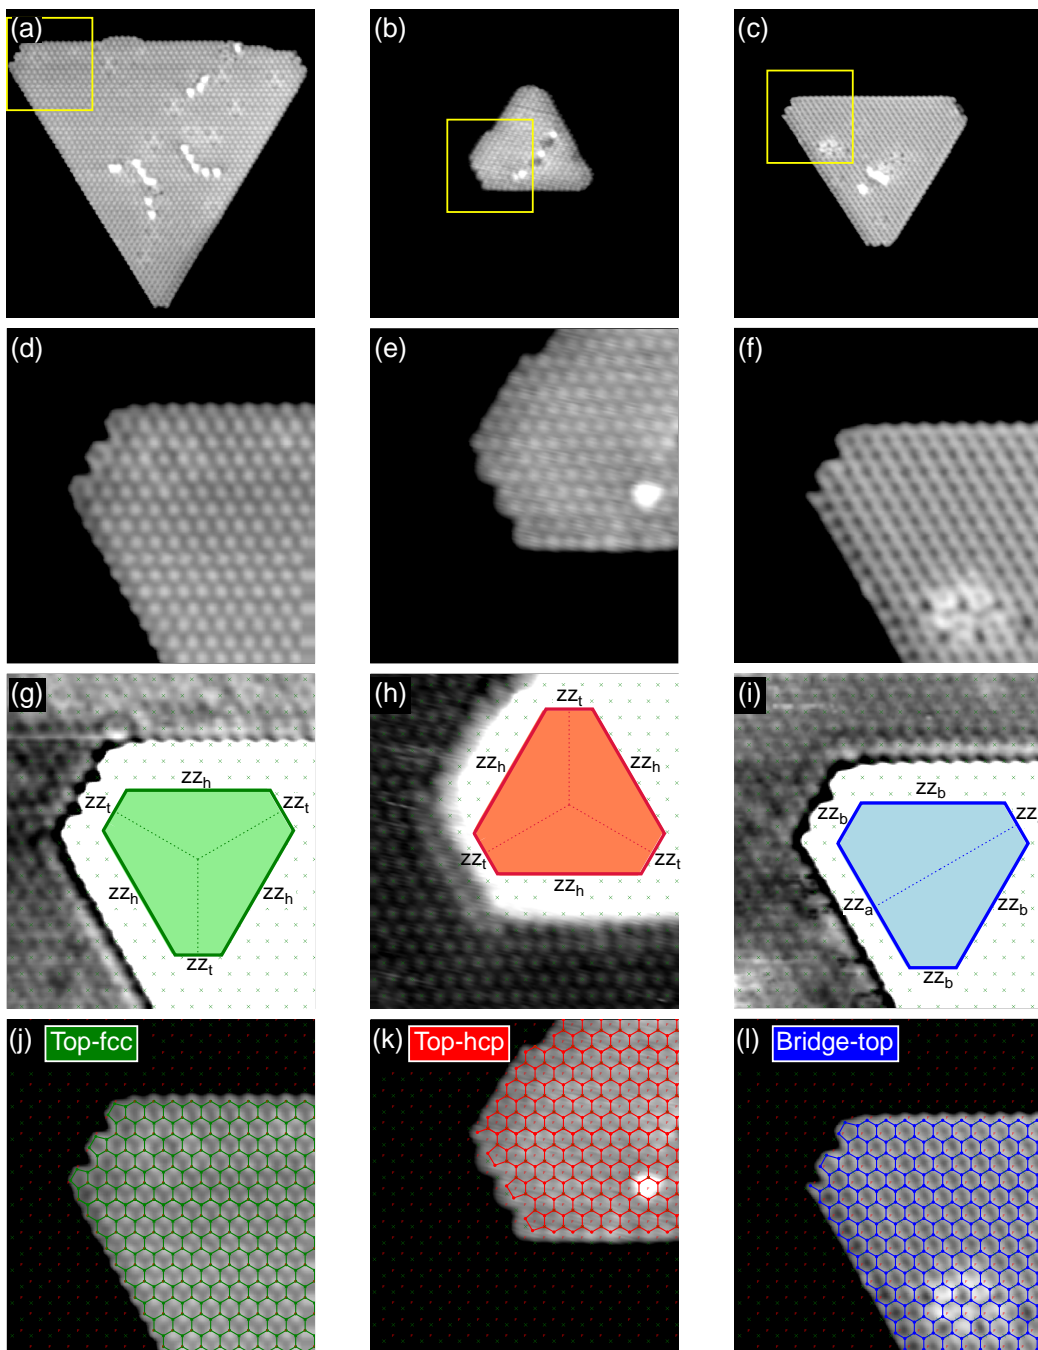 (a)
(b)
(c)
(d)
(e)
(f)
(g)
zz_h
zz_t
zz_t
zz_h
zz_h
zz_t
(h)
zz_t
zz_h
zz_h
zz_t
zz_t
zz_h
(i)
zz_b
zz_b
zz
zz_a
zz_b
zz_b
(j) Top-fcc
(k) Top-hcp
(l) Bridge-top